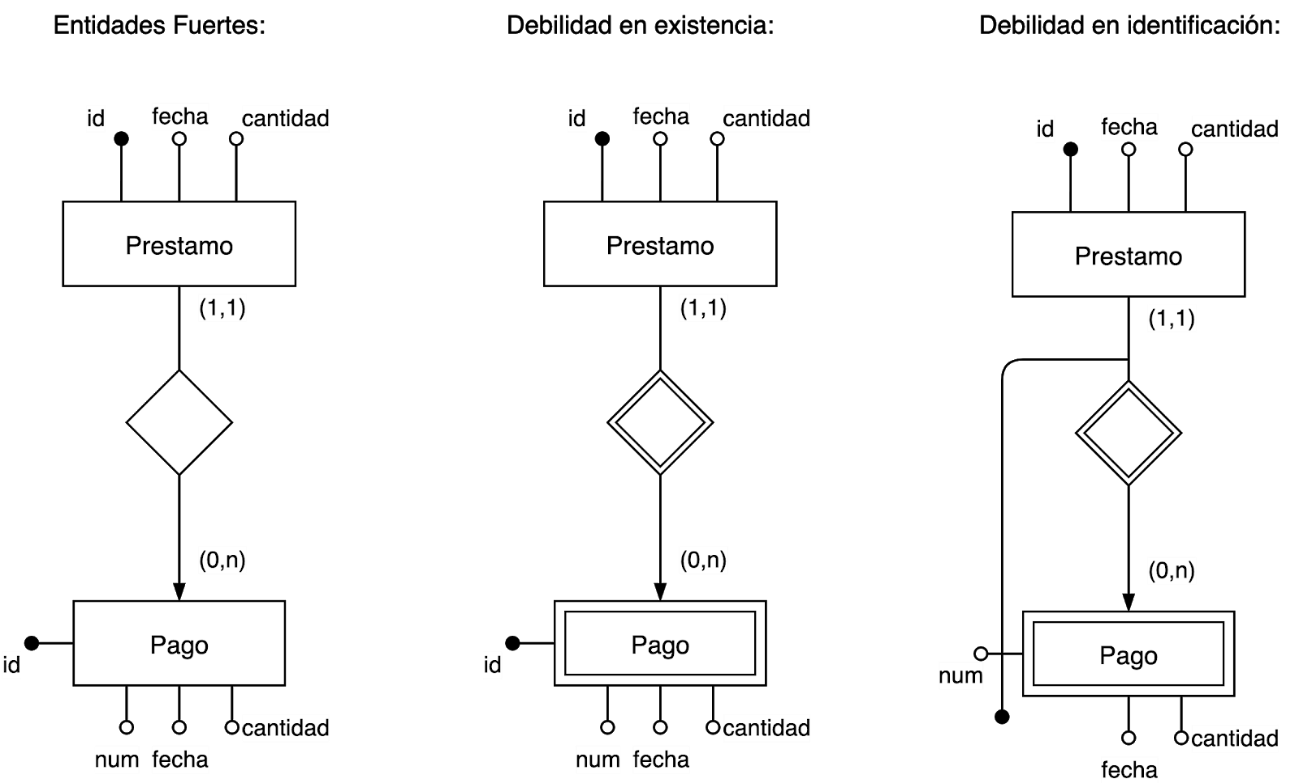 Entidades Fuertes:
id fecha cantidad
Prestamo
(1,1)
(0,n)
Pago
id
cantidad
num fecha
Debilidad en existencia:
id fecha cantidad
Prestamo
(1,1)
(0,n)
Pago
id
cantidad
num fecha
Debilidad en identificación:
id fecha cantidad
Prestamo
(1,1)
(0,n)
Pago
num
cantidad
fecha